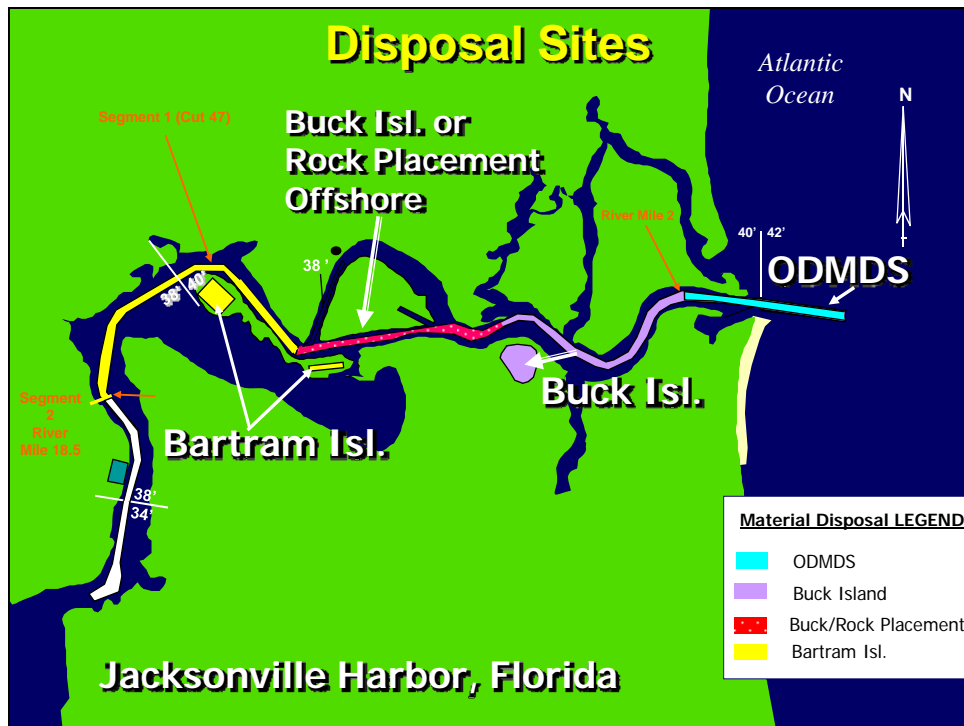 Disposal Sites
Atlantic
Ocean
N
Segment 1 (Cut 47)
Buck Isl. or
Rock Placement
Offshore
River Mile 2
40' 42'
ODMDS
38 '
38' 40'
Buck Isl.
Segment
2
River
Mile 18.5
Bartram Isl.
38'
34'
Material Disposal LEGEND
ODMDS
Buck Island
Buck/Rock Placement
Bartram Isl.
Jacksonville Harbor, Florida